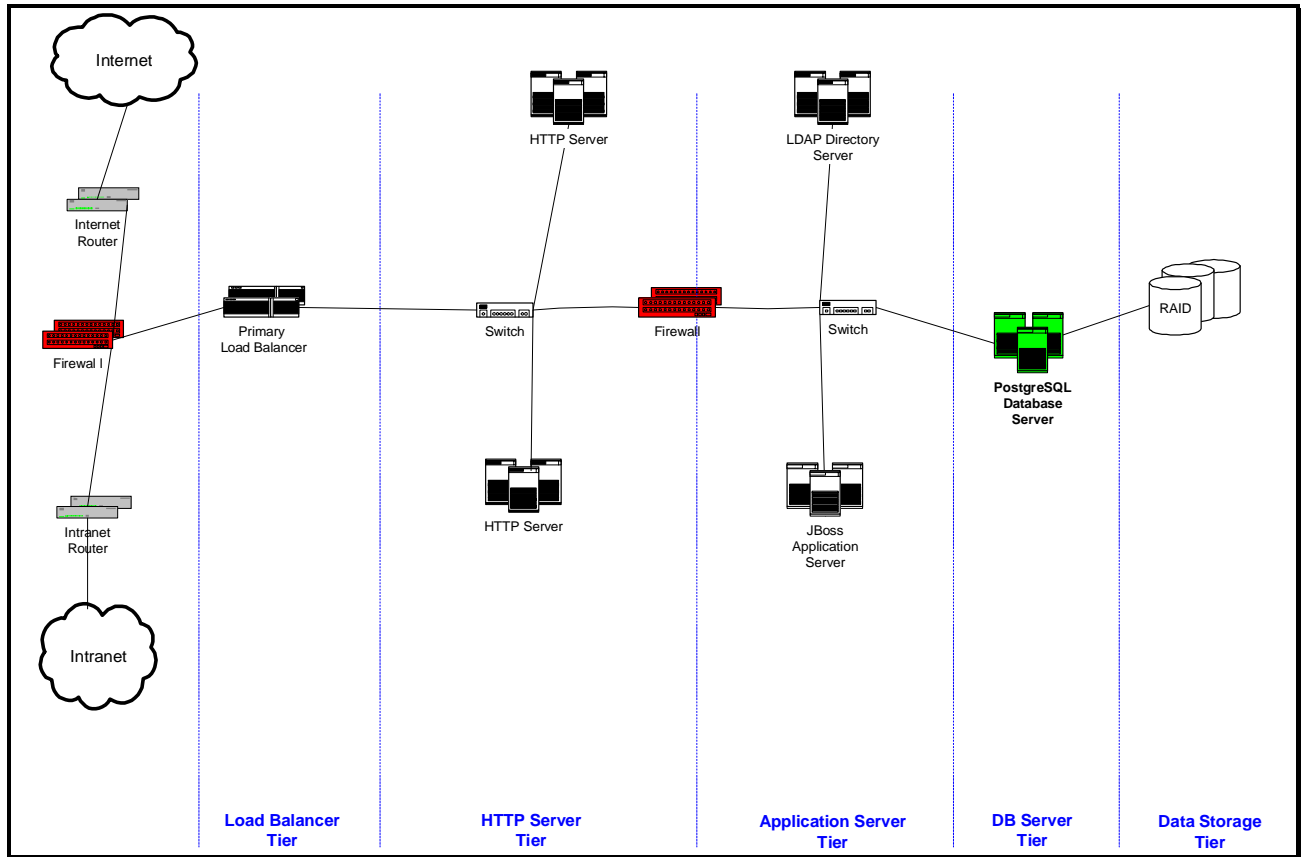 Internet
HTTP Server
LDAP Directory
Server
Internet
Router
Primary
Load Balancer
Switch
Firewall
Switch
RAID
Firewal l
PostgreSQL
Database
Server
Intranet
Router
HTTP Server
JBoss
Application
Server
Intranet
Load Balancer
Tier
HTTP Server
Tier
Application Server
Tier
DB Server
Tier
Data Storage
Tier